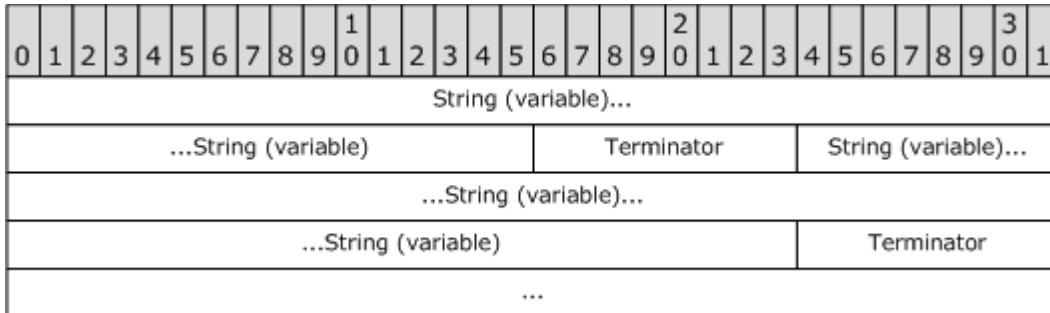 1 2 3
0 1 2 3 4 5 6 7 8 9 0 1 2 3 4 5 6 7 8 9 0 1 2 3 4 5 6 7 8 9 0 1
String (variable)...
...String (variable) Terminator String (variable)...
...String (variable)...
...String (variable) Terminator
...